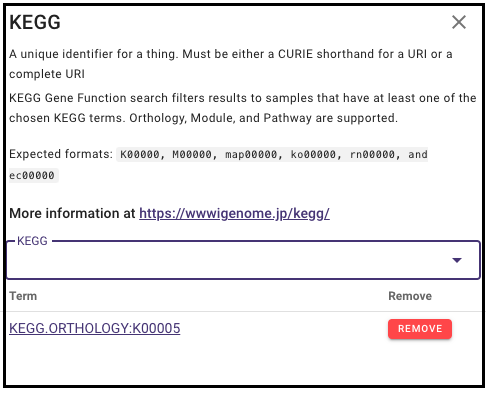 KEGG
A unique identifier for a thing. Must be either a CURIE shorthand for a URI or a
complete URI
KEGG Gene Function search filters results to samples that have at least one of the
chosen KEGG terms. Orthology, Module, and Pathway are supported.
Expected formats: K00000, M00000, map00000, ko00000, rn00000, and
ec00000
More information at https://wwwigenome.jp/kegg/
KEGG
Term Remove
KEGG.ORTHOLOGY:K00005 REMOVE